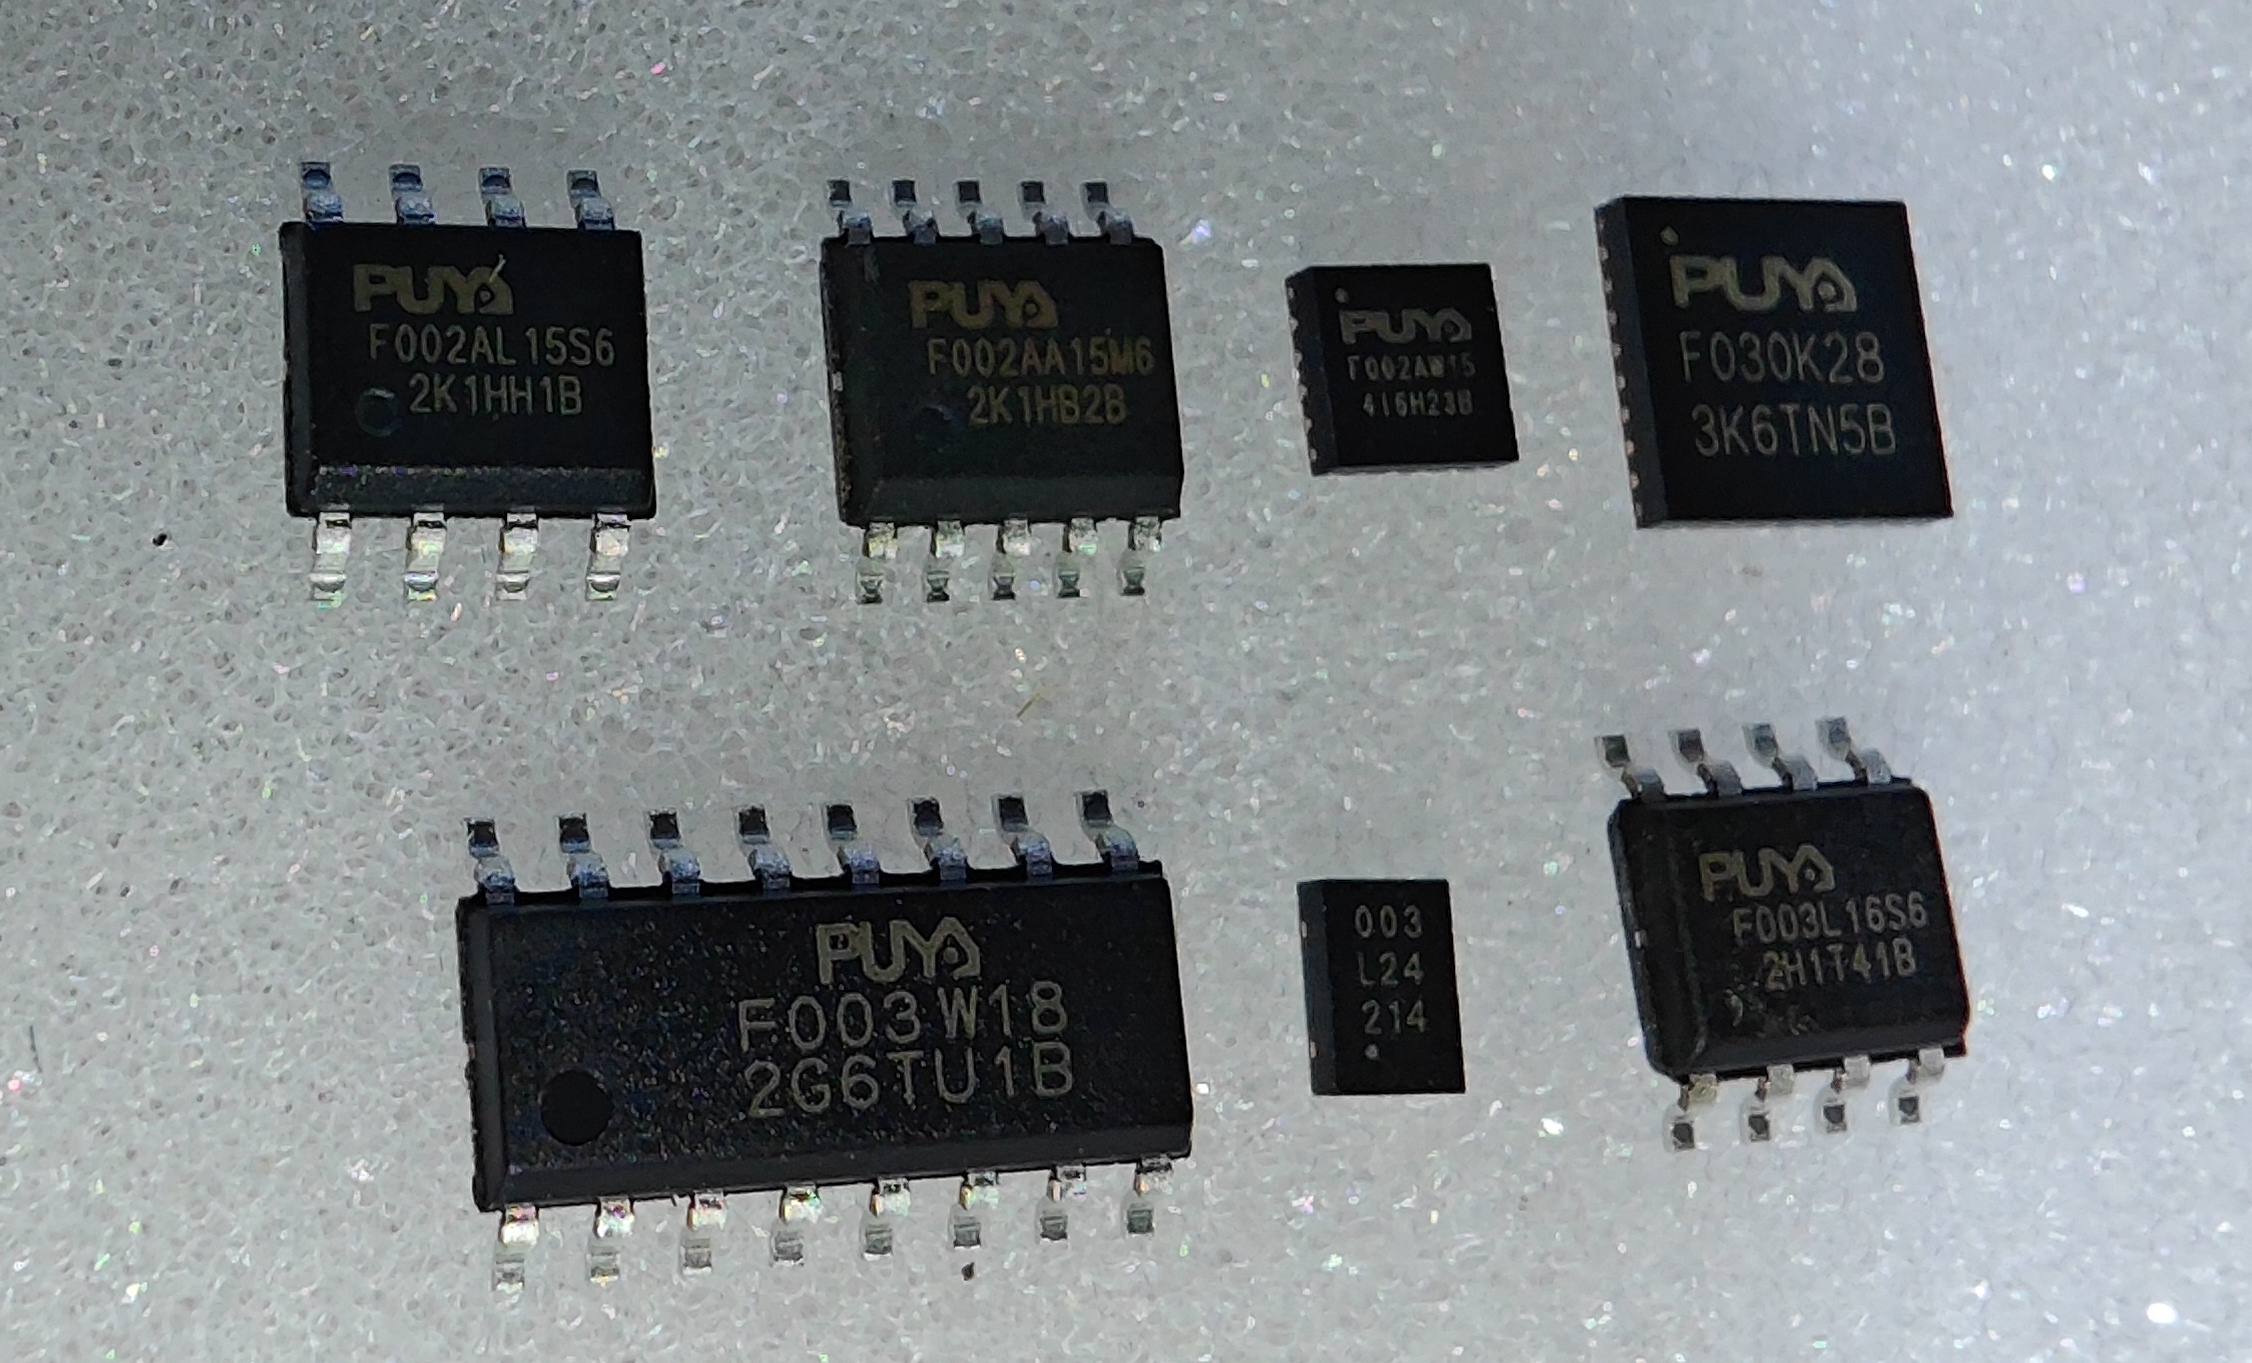 PUYA
F002AL15S6
2K1HH1B
PUYA
F002AA15M6
2K1HB2B
PUYA
F002AW15
416H23B
PUYA
F030K28
3K6TN5B
PUYA
F003W18
2G6TU1B
003
L24
214
PUYA
F003L16S6
2H1T41B